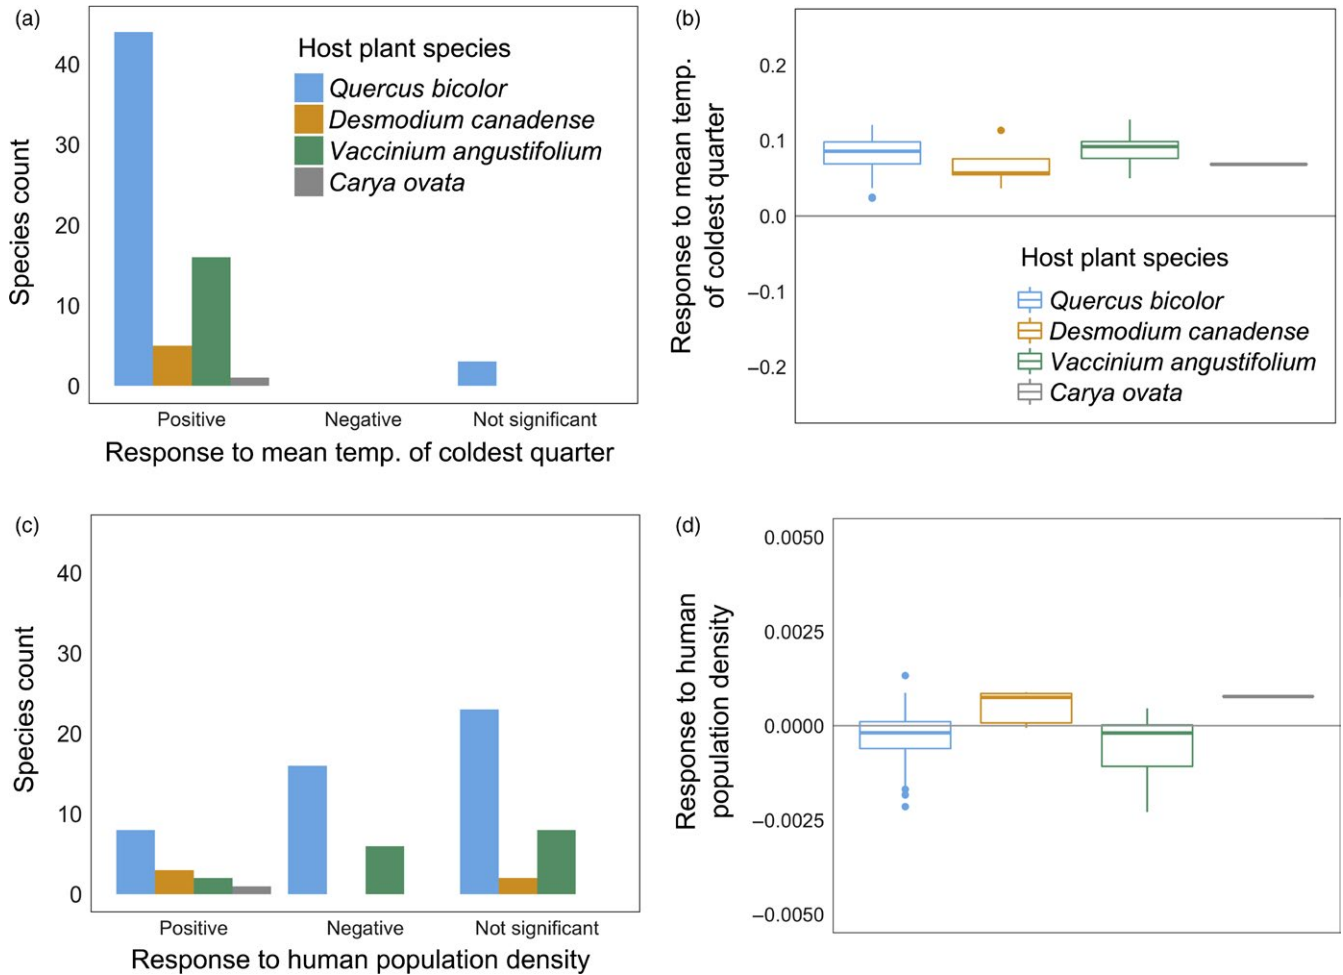 (a)
Species count
40
30
20
10
0
Host plant species
Quercus bicolor
Desmodium canadense
Vaccinium angustifolium
Carya ovata
Positive
Negative
Not significant
Response to mean temp. of coldest quarter
(b)
Response to mean temp.
of coldest quarter
0.2
0.1
0.0
−0.1
−0.2
Host plant species
Quercus bicolor
Desmodium canadense
Vaccinium angustifolium
Carya ovata
(c)
Species count
40
30
20
10
0
Positive
Negative
Not significant
Response to human population density
(d)
Response to human
population density
0.0050
0.0025
0.0000
−0.0025
−0.0050